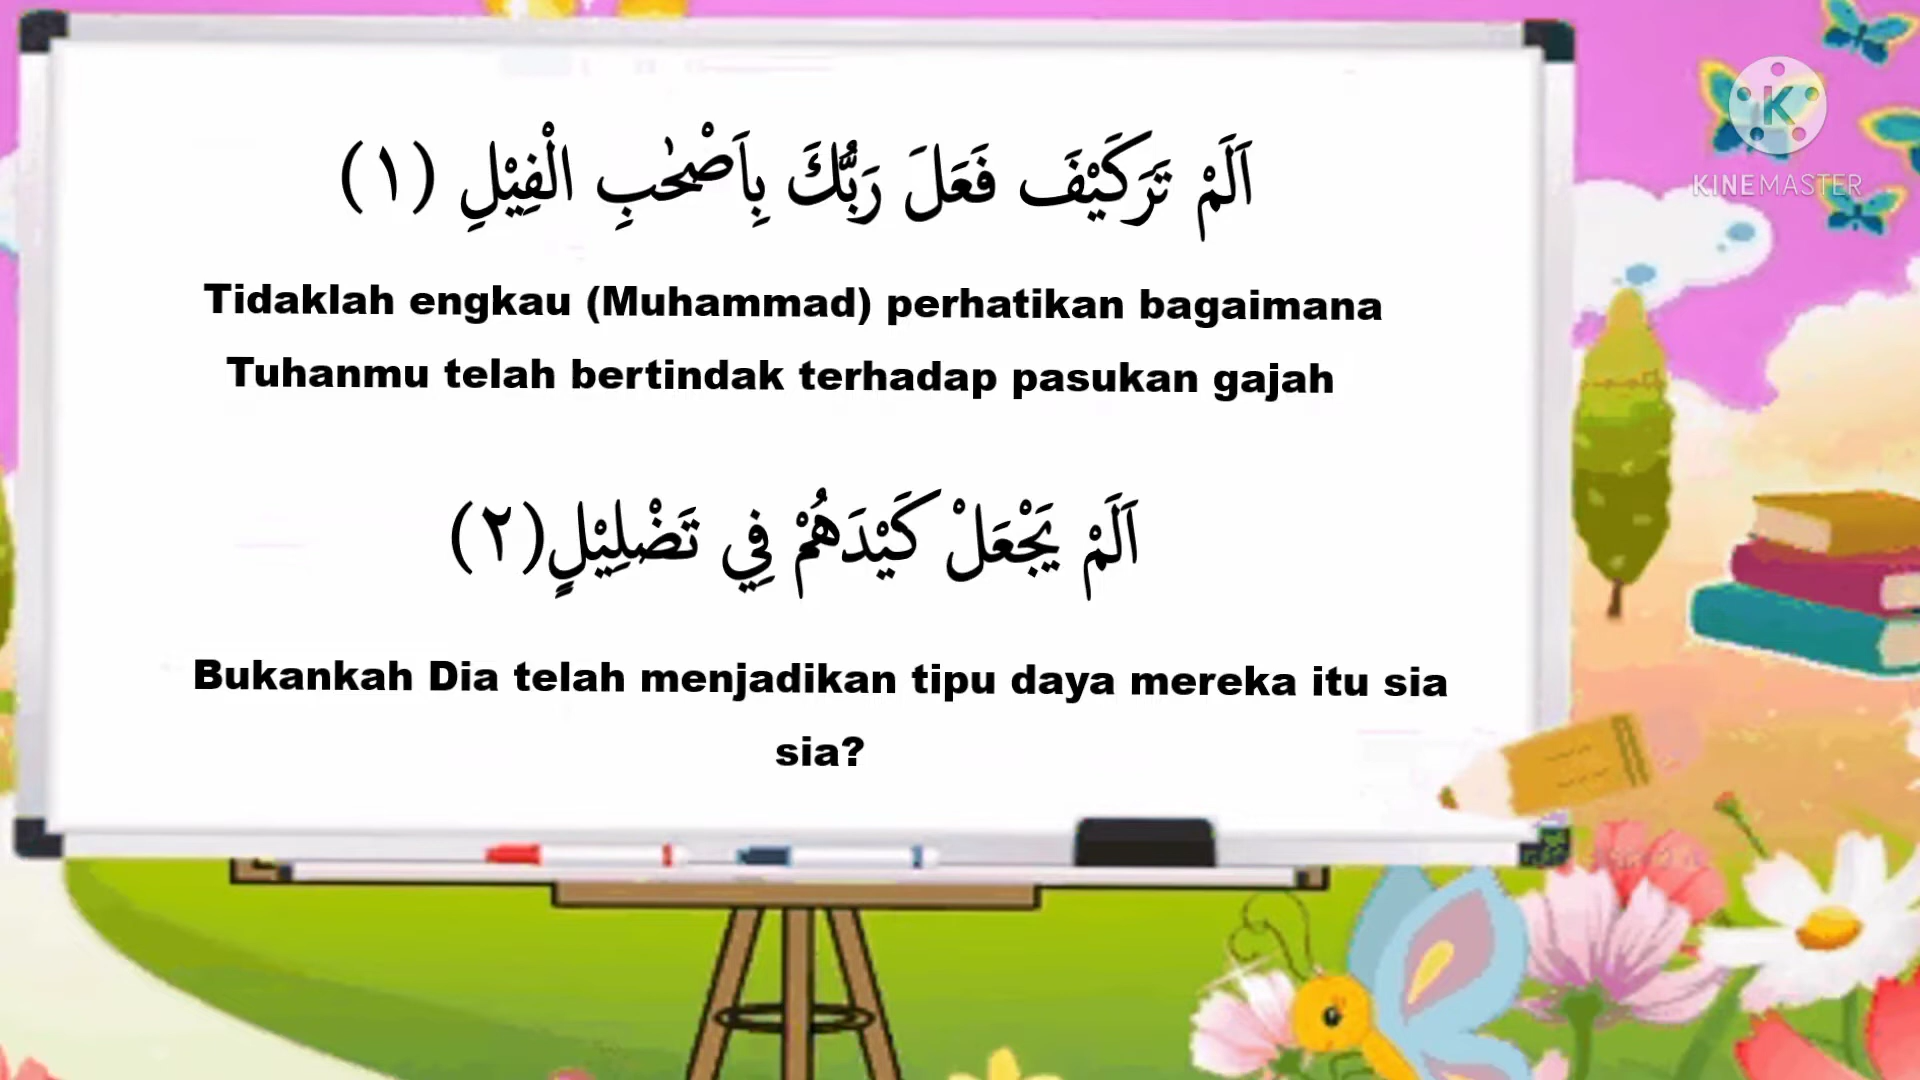 اَلَمْ تَرَكَيْفَ فَعَلَ رَبُّكَ بِاَصْحٰبِ الْفِيْلِ (١)
Tidaklah engkau (Muhammad) perhatikan bagaimana
Tuhanmu telah bertindak terhadap pasukan gajah
اَلَمْ يَجْعَلْ كَيْدَهُمْ فِي تَضْلِيْلٍ(٢)
Bukankah Dia telah menjadikan tipu daya mereka itu sia
sia?
K
KINEMASTER